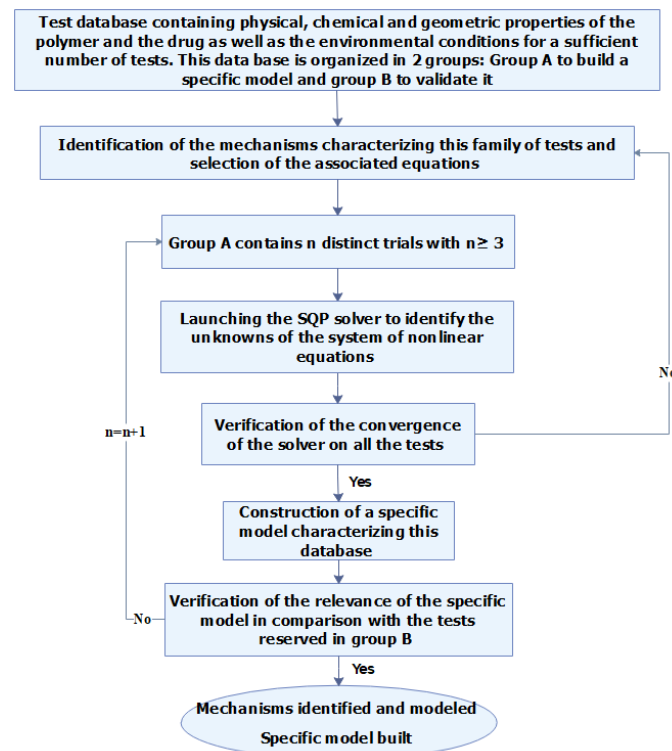 Test database containing physical, chemical and geometric properties of the
polymer and the drug as well as the environmental conditions for a sufficient
number of tests. This data base is organized in 2 groups: Group A to build a
specific model and group B to validate it
Identification of the mechanisms characterizing this family of tests and
selection of the associated equations
Group A contains n distinct trials with n≥ 3
Launching the SQP solver to identify the
unknowns of the system of nonlinear
equations
No
n=n+1
Verification of the convergence
of the solver on all the tests
Yes
Construction of a specific
model characterizing this
database
Verification of the relevance of the specific
model in comparison with the tests
reserved in group B
No
Yes
Mechanisms identified and modeled
Specific model built